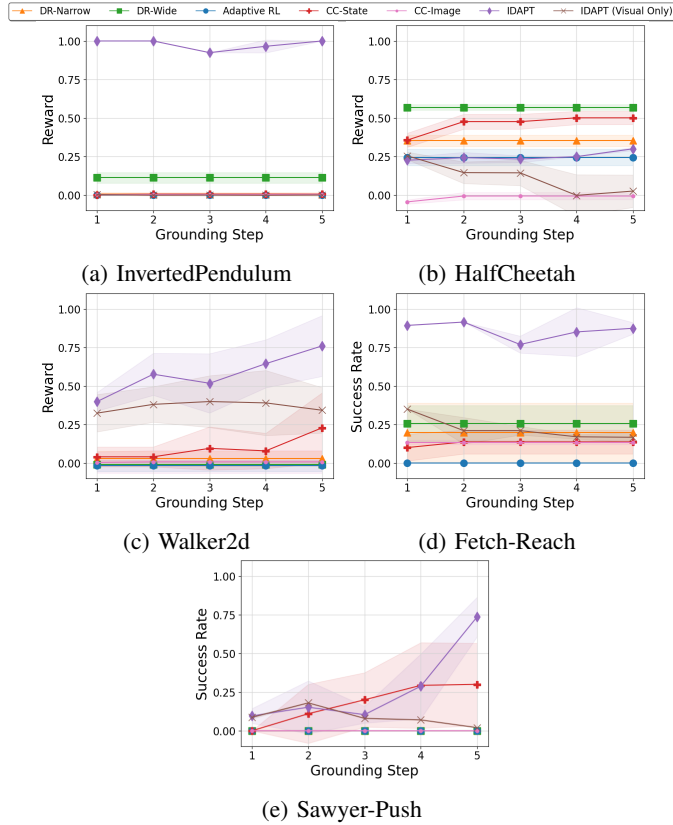 DR-Narrow DR-Wide Adaptive RL CC-State CC-Image IDAPT IDAPT (Visual Only)
1.00
0.75
0.50
0.25
0.00
Reward
1 2 3 4 5
Grounding Step
(a) InvertedPendulum
1.00
0.75
0.50
0.25
0.00
Reward
1 2 3 4 5
Grounding Step
(b) HalfCheetah
1.00
0.75
0.50
0.25
0.00
Reward
1 2 3 4 5
Grounding Step
(c) Walker2d
1.00
0.75
0.50
0.25
0.00
Success Rate
1 2 3 4 5
Grounding Step
(d) Fetch-Reach
1.00
0.75
0.50
0.25
0.00
Success Rate
1 2 3 4 5
Grounding Step
(e) Sawyer-Push